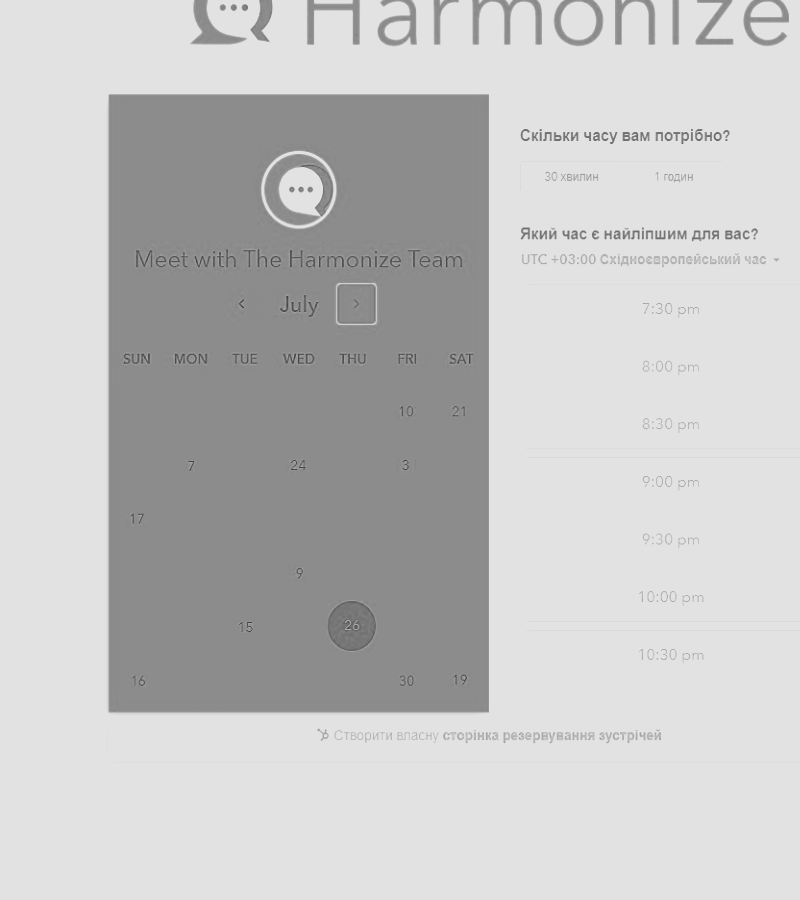 Harmonize
Meet with The Harmonize Team
July
SUN MON TUE WED THU FRI SAT
10 21
7 24 3
17
9
15 26
16 30 19
Скільки часу вам потрібно?
30 хвилин 1 годин
Який час є найліпшим для вас?
UTC +03:00 Східноєвропейський час
7:30 pm
8:00 pm
8:30 pm
9:00 pm
9:30 pm
10:00 pm
10:30 pm
Створити власну сторінка резервування зустрічей